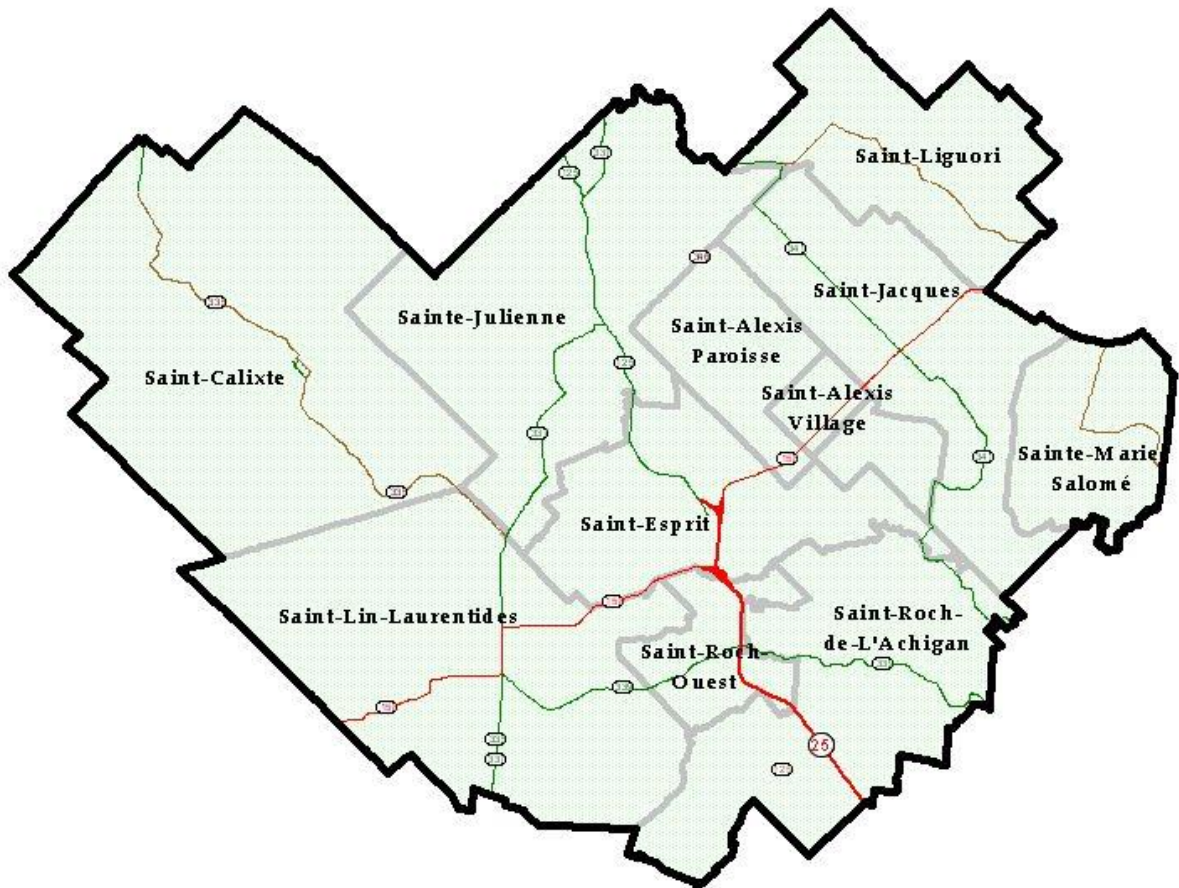 Saint-Liguori
Saint-Jacques
Sainte-Julienne
Saint-Alexis
Paroisse
Saint-Calixte
Saint-Alexis
Village
Sainte-Marie
Salomé
Saint-Esprit
Saint-Lin-Laurentides
Saint-Roch-
de-L'Achigan
Saint-Roch-
Ouest
25